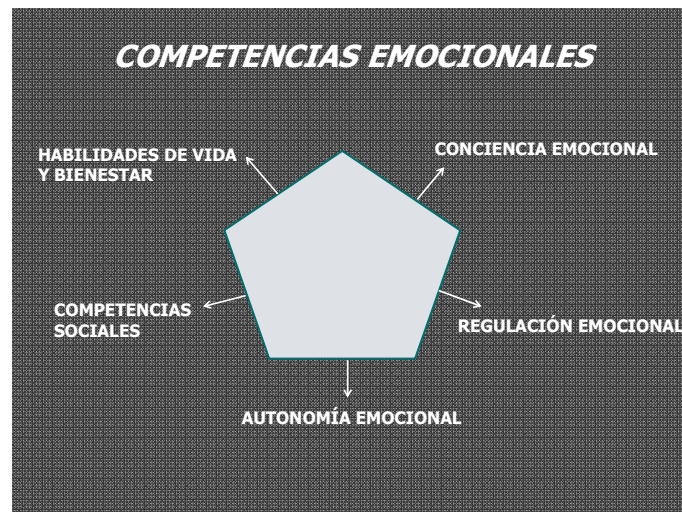 COMPETENCIAS EMOCIONALES
HABILIDADES DE VIDA
Y BIENESTAR
CONCIENCIA EMOCIONAL
COMPETENCIAS
SOCIALES
REGULACIÓN EMOCIONAL
AUTONOMÍA EMOCIONAL